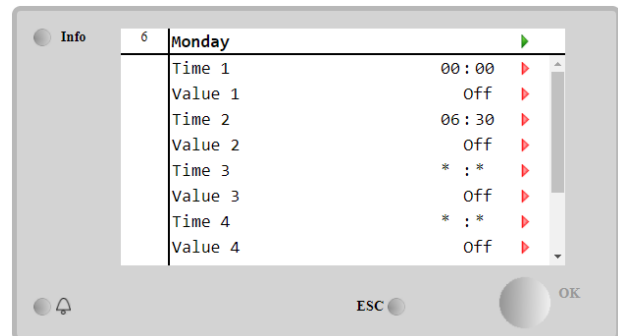 Info
6 Monday
Time 1 00:00
Value 1 Off
Time 2 06:30
Value 2 Off
Time 3 * :*
Value 3 Off
Time 4 * :*
Value 4 Off
ESC OK